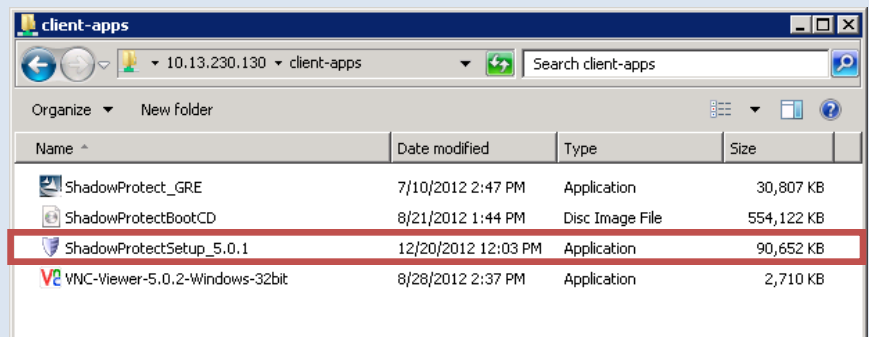 client-apps
10.13.230.130 client-apps Search client-apps
Organize New folder
Name Date modified Type Size
ShadowProtect_GRE 7/10/2012 2:47 PM Application 30,807 KB
ShadowProtectBootCD 8/21/2012 1:44 PM Disc Image File 554,122 KB
ShadowProtectSetup_5.0.1 12/20/2012 12:03 PM Application 90,652 KB
VNC-Viewer-5.0.2-Windows-32bit 8/28/2012 2:37 PM Application 2,710 KB